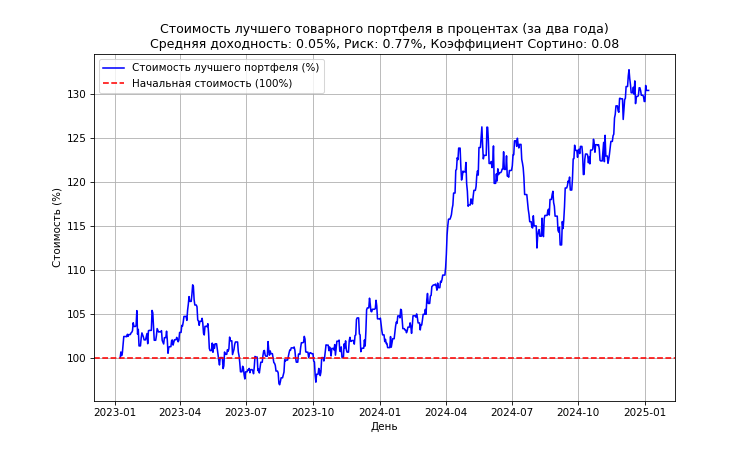 Стоимость лучшего товарного портфеля в процентах (за два года)
Средняя доходность: 0.05%, Риск: 0.77%, Коэффициент Сортино: 0.08
Стоимость лучшего портфеля (%)
Начальная стоимость (100%)
Стоимость (%)
130
125
120
115
110
105
100
2023-01 2023-04 2023-07 2023-10 2024-01 2024-04 2024-07 2024-10 2025-01
День